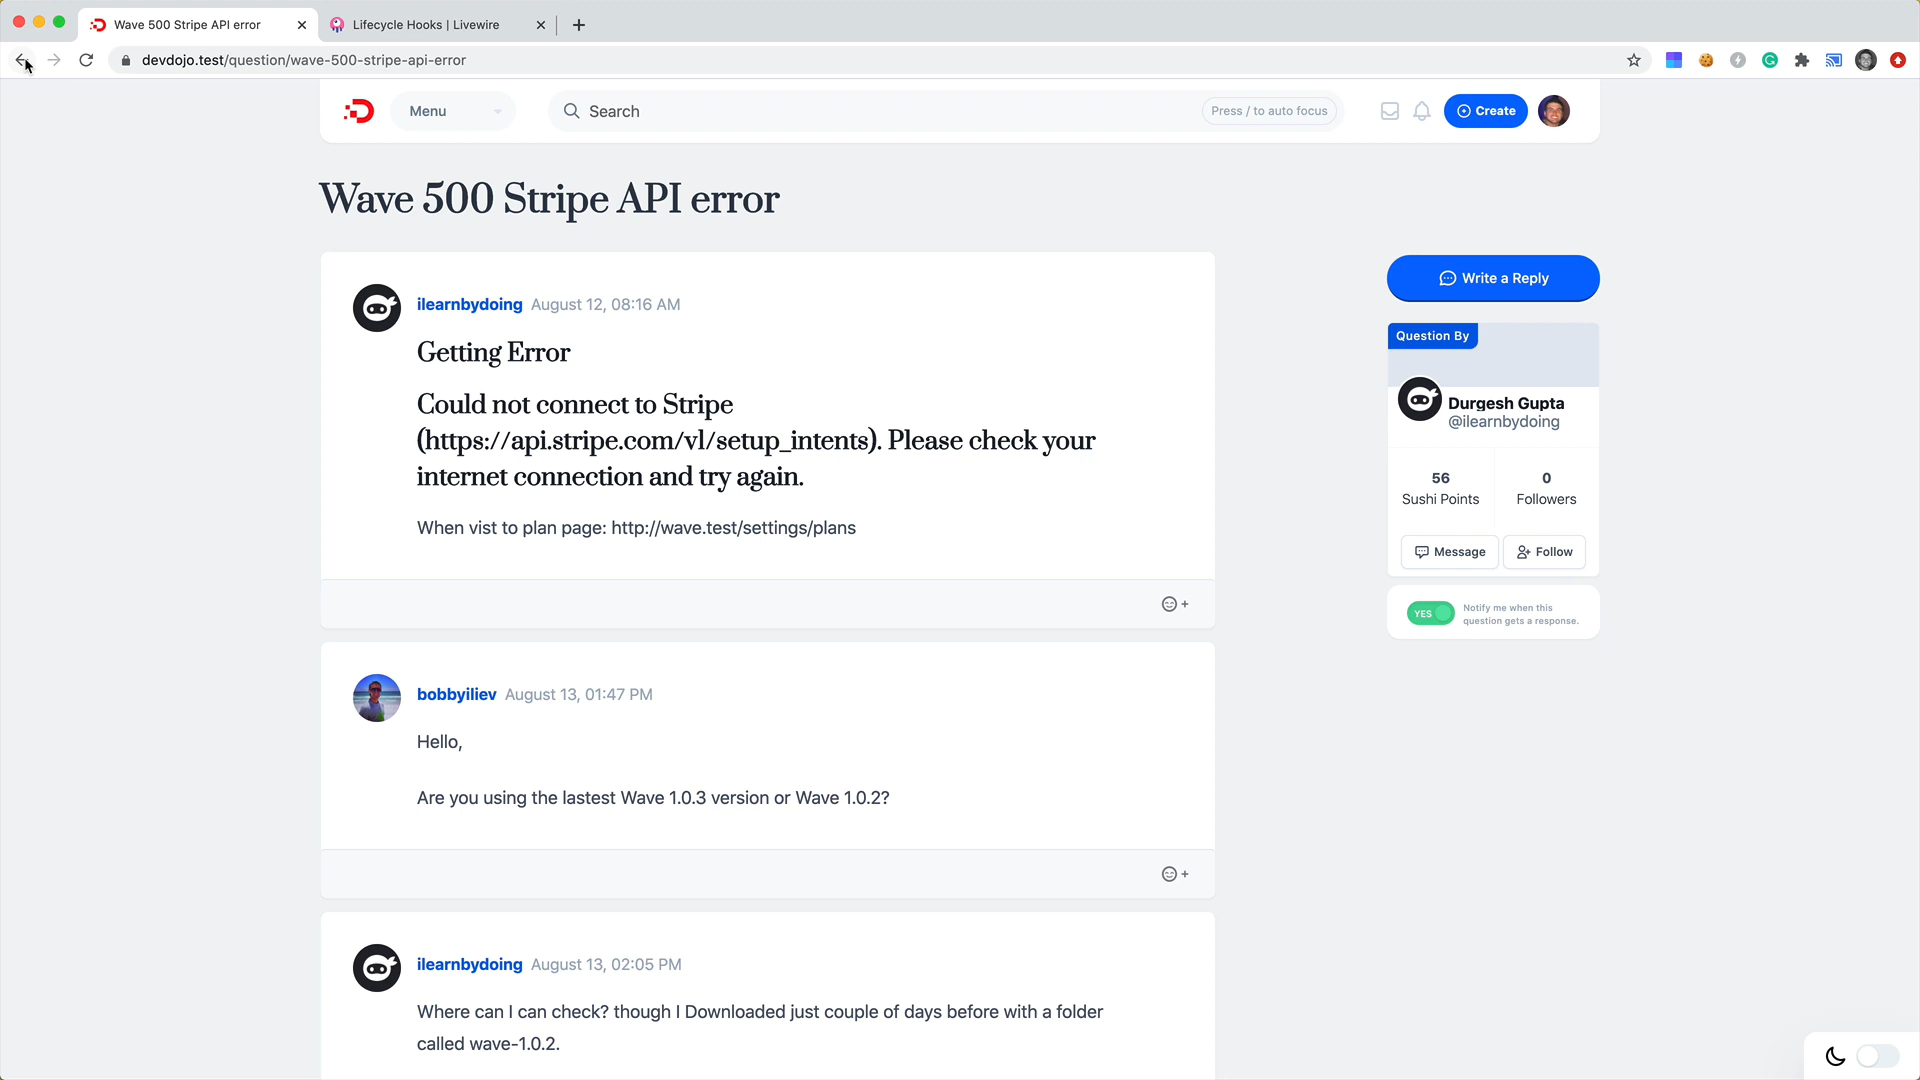 Wave 500 Stripe API error
Lifecycle Hooks | Livewire
devdojo.test/question/wave-500-stripe-api-error
Menu
Search
Press / to auto focus
Create
Wave 500 Stripe API error
ilearnbydoing August 12, 08:16 AM
Getting Error
Could not connect to Stripe
(https://api.stripe.com/vl/setup_intents). Please check your
internet connection and try again.
When vist to plan page: http://wave.test/settings/plans
Write a Reply
Question By
Durgesh Gupta
@ilearnbydoing
56
Sushi Points
0
Followers
Message
Follow
YES
Notify me when this
question gets a response.
bobbyiliev August 13, 01:47 PM
Hello,
Are you using the lastest Wave 1.0.3 version or Wave 1.0.2?
ilearnbydoing August 13, 02:05 PM
Where can I can check? though I Downloaded just couple of days before with a folder
called wave-1.0.2.